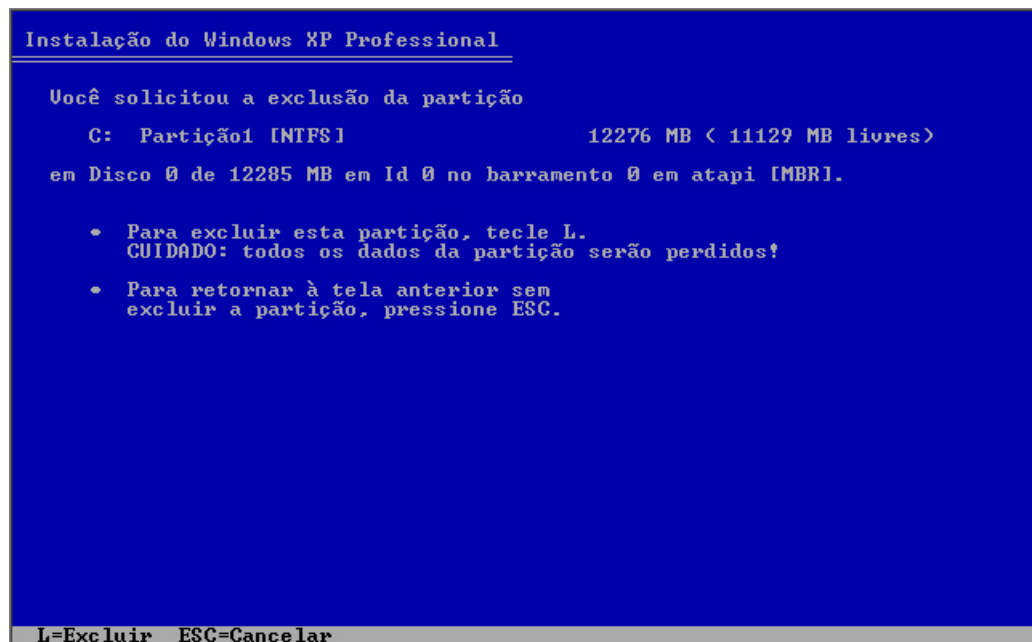 Instalação do Windows XP Professional
Você solicitou a exclusão da partição
C: Partição1 [NTFS] 12276 MB ( 11129 MB livres)
em Disco 0 de 12285 MB em Id 0 no barramento 0 em atapi [MBR].
• Para excluir esta partição, tecle L.
CUIDADO: todos os dados da partição serão perdidos!
• Para retornar à tela anterior sem
excluir a partição, pressione ESC.
L=Excluir ESC=Cancelar